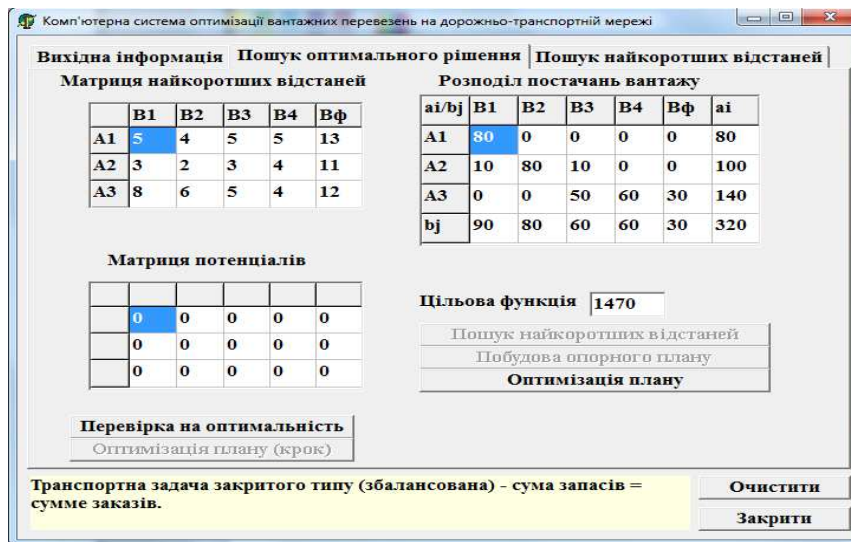 Комп'ютерна система оптимізації вантажних перевезень на дорожньо-транспортній мережі
Вихідна інформація Пошук оптимального рішення Пошук найкоротших відстаней
Матриця найкоротших відстаней
B1 B2 B3 B4 Вф
A1 5 4 5 5 13
A2 3 2 3 4 11
A3 8 6 5 4 12
Розподіл постачань вантажу
ai/bj B1 B2 B3 B4 Вф ai
A1 80 0 0 0 0 80
A2 10 80 10 0 0 100
A3 0 0 50 60 30 140
bj 90 80 60 60 30 320
Матриця потенціалів
0 0 0 0 0
0 0 0 0 0
0 0 0 0 0
Цільова функція 1470
Пошук найкоротших відстаней
Побудова опорного плану
Оптимізація плану
Перевірка на оптимальність
Оптимізація плану (крок)
Транспортна задача закритого типу (збалансована) - сума запасів =
сумме заказів.
Очистити
Закрити